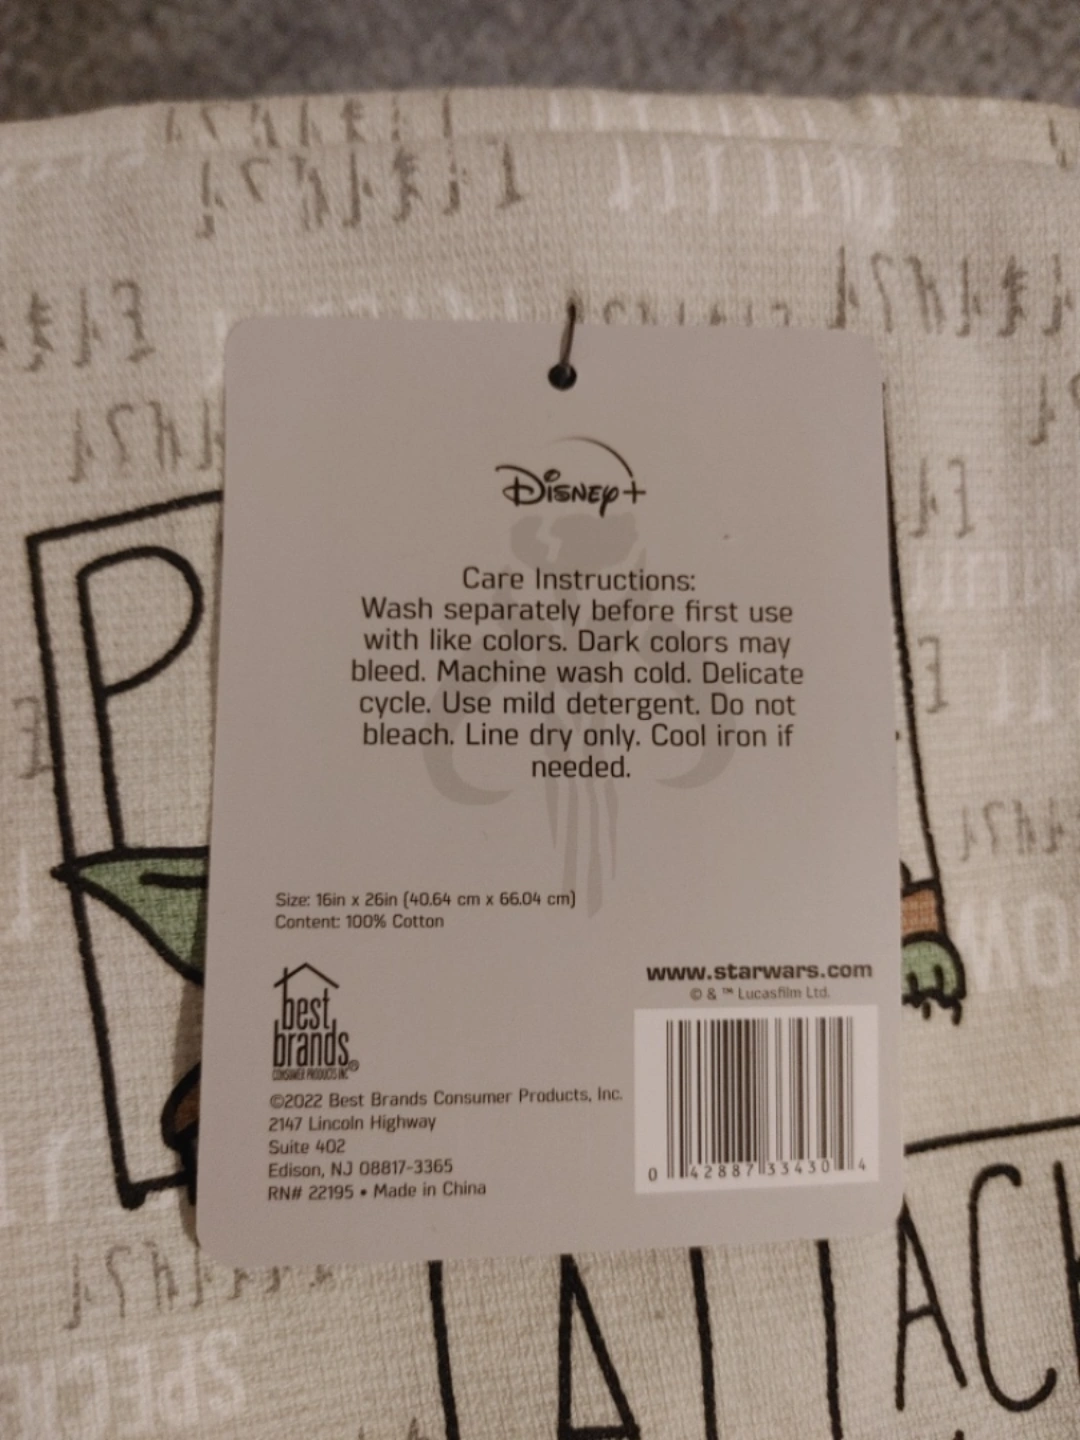 Disney+
Care Instructions:
Wash separately before first use
with like colors. Dark colors may
bleed. Machine wash cold. Delicate
cycle. Use mild detergent. Do not
bleach. Line dry only. Cool iron if
needed.
Size: 16in x 26in (40.64 cm x 66.04 cm)
Content: 100% Cotton
www.starwars.com
© & ™ Lucasfilm Ltd.
best
brands®
CONSUMER PRODUCTS INC
©2022 Best Brands Consumer Products, Inc.
2147 Lincoln Highway
Suite 402
Edison, NJ 08817-3365
RN# 22195 • Made in China
0 42887 33430 4
P